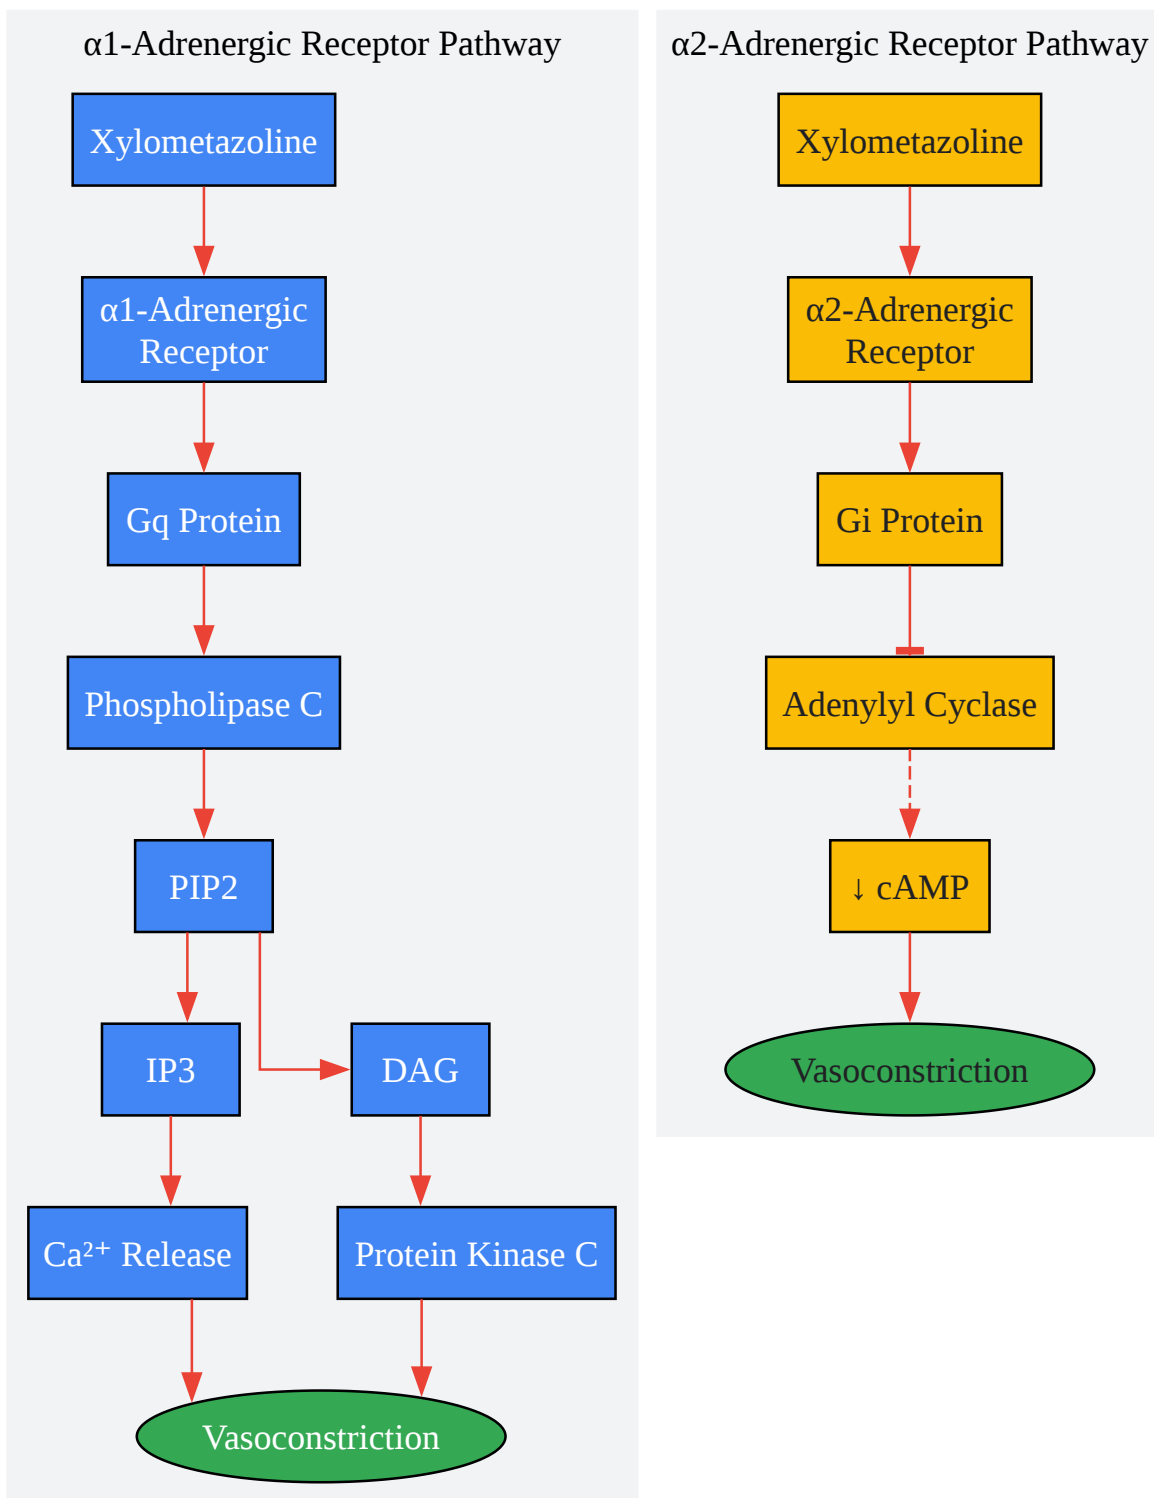 α1-Adrenergic Receptor Pathway
Xylometazoline
α1-Adrenergic
Receptor
Gq Protein
Phospholipase C
PIP2
IP3
DAG
Ca²⁺ Release
Protein Kinase C
Vasoconstriction
α2-Adrenergic Receptor Pathway
Xylometazoline
α2-Adrenergic
Receptor
Gi Protein
Adenylyl Cyclase
↓ cAMP
Vasoconstriction